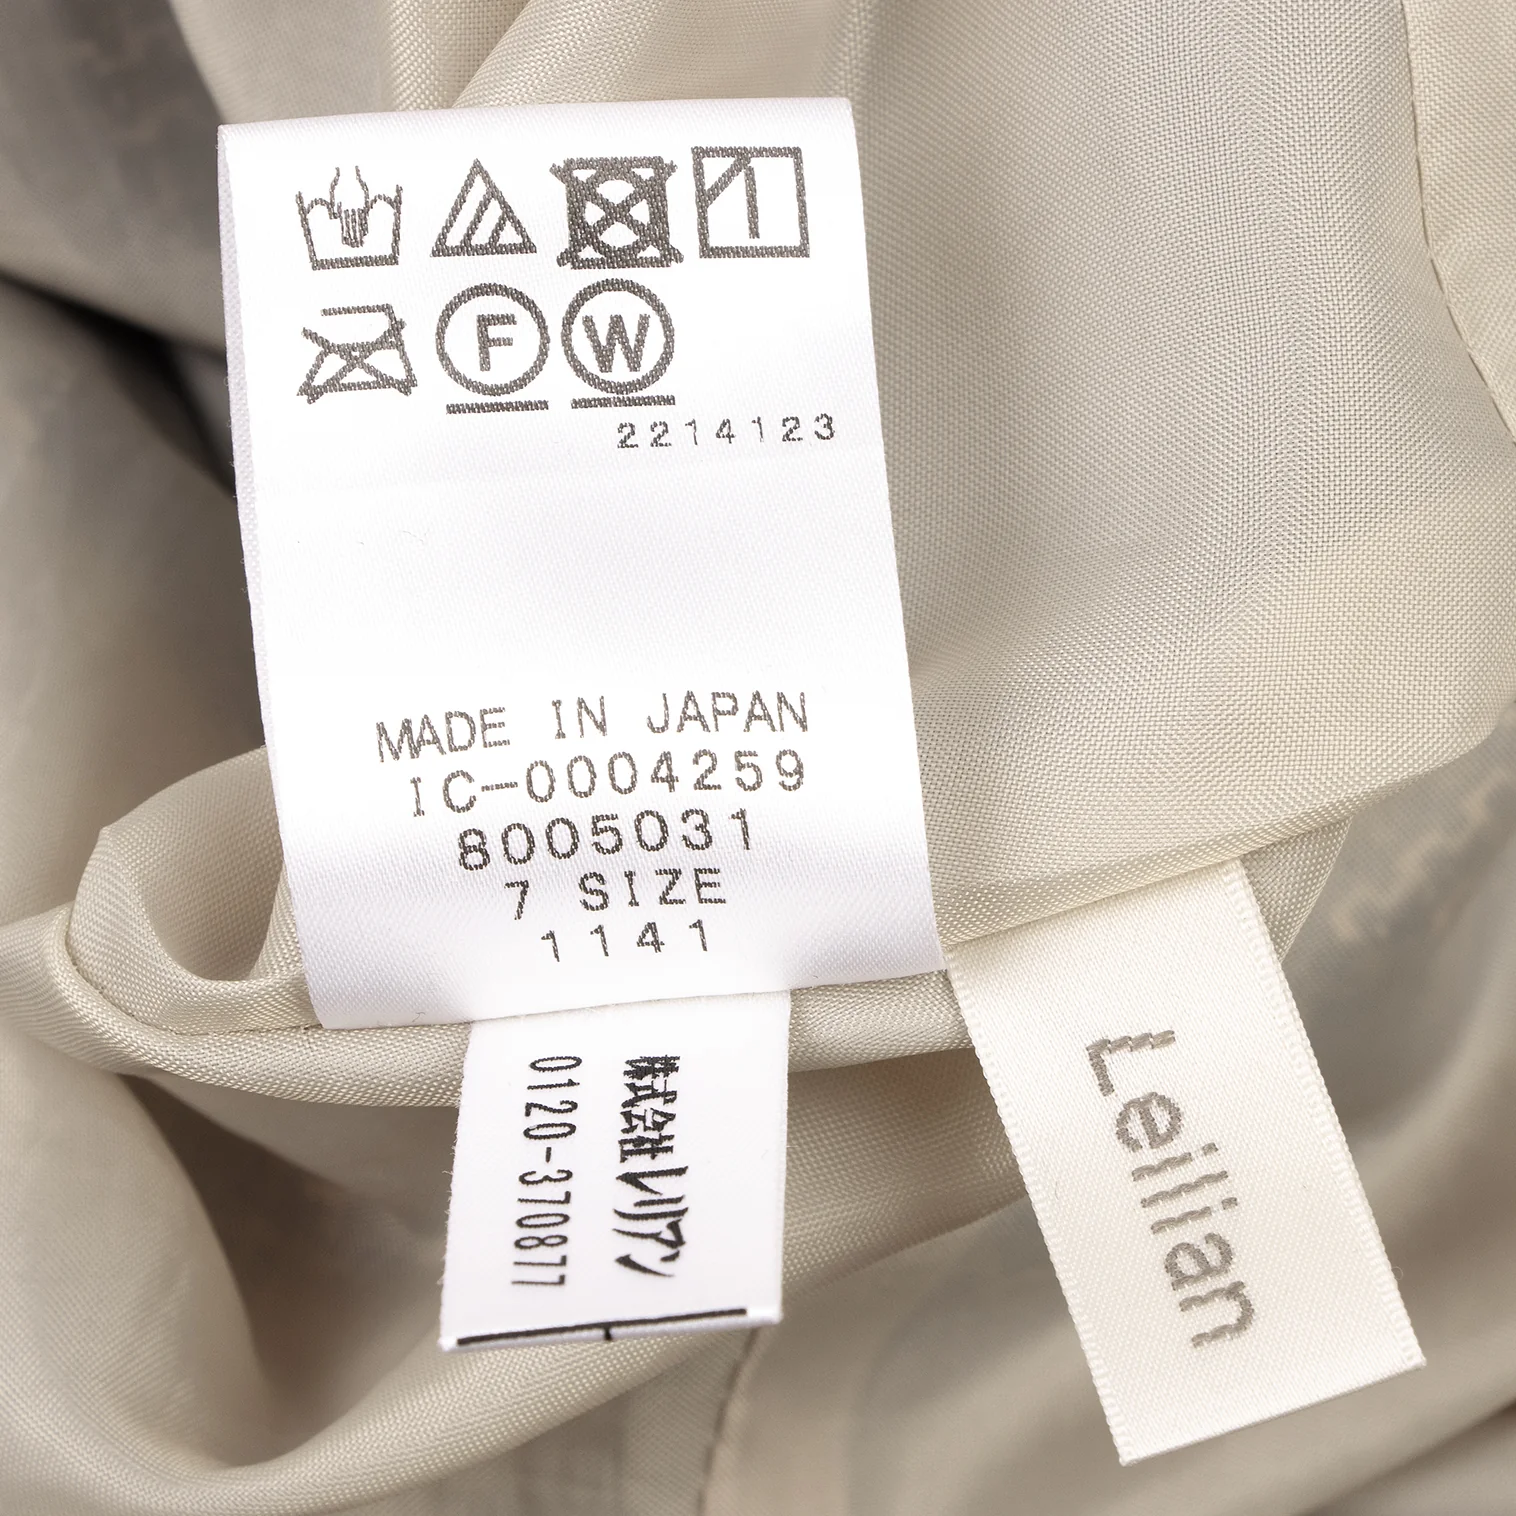 F W
2214123
MADE IN JAPAN
IC-0004259
8005031
7 SIZE
1141
株式会社レリアン
0120-370877
Leilian